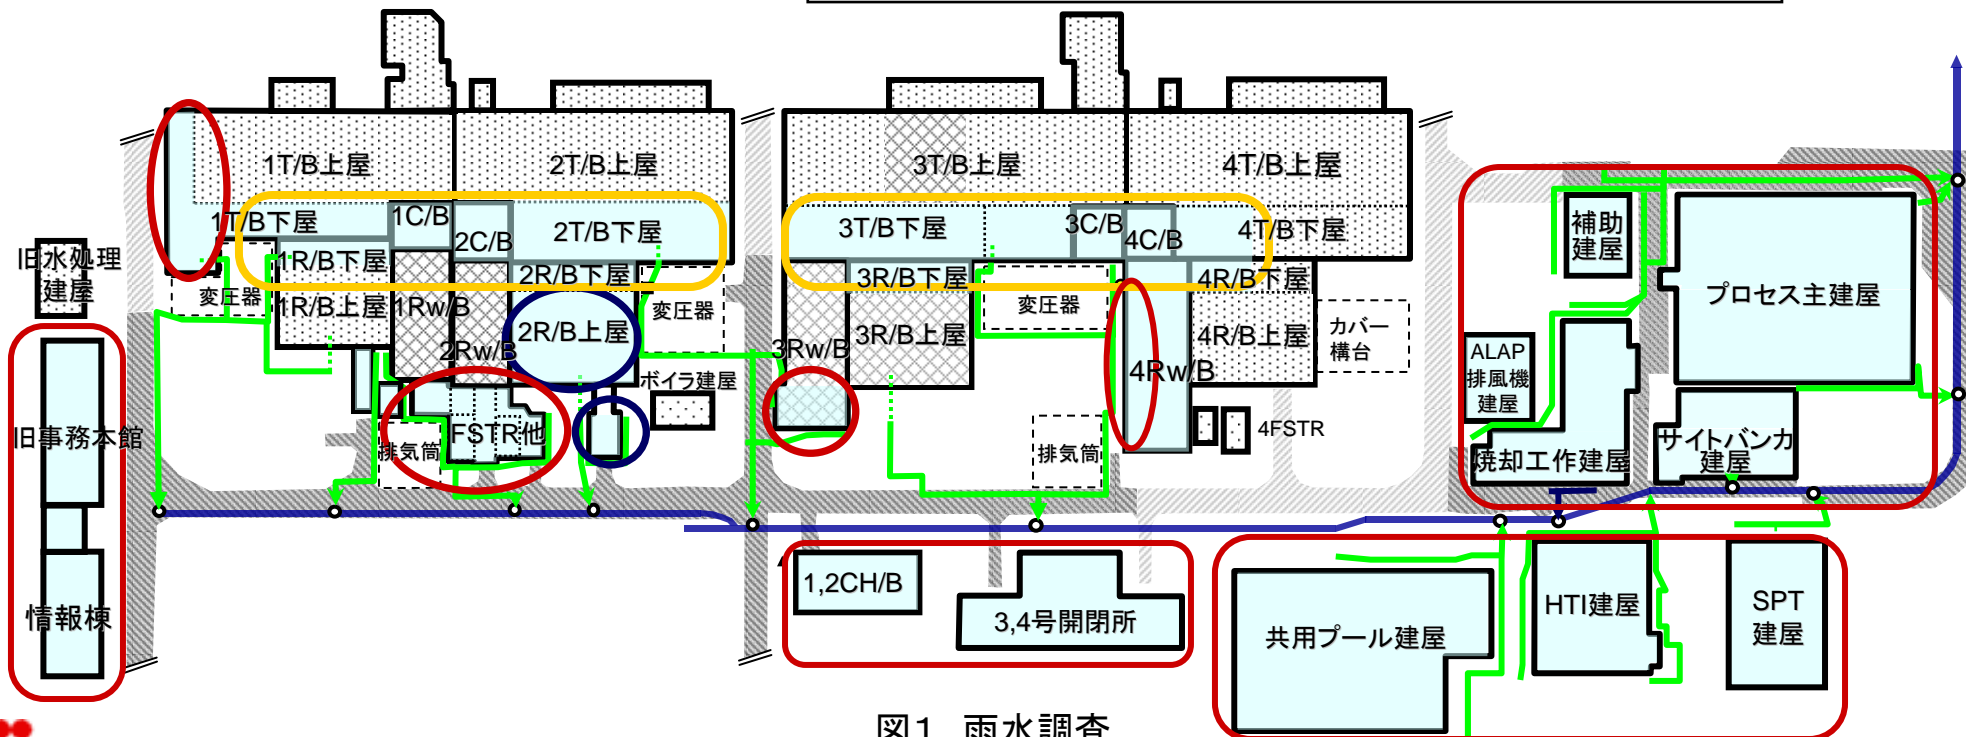 1T/B上屋
2T/B上屋
3T/B上屋
4T/B上屋
1T/B下屋
1C/B
2C/B
2T/B下屋
3T/B下屋
3C/B
4C/B
4T/B下屋
補助
建屋
旧水処理
建屋
変圧器
1R/B下屋
1R/B上屋
1Rw/B
2Rw/B
2R/B下屋
2R/B上屋
変圧器
3Rw/B
3R/B下屋
3R/B上屋
変圧器
4Rw/B
4R/B下屋
4R/B上屋
カバー
構台
プロセス主建屋
ALAP
排風機
建屋
ボイラ建屋
旧事務本館
排気筒
FSTR他
排気筒
4FSTR
焼却工作建屋
サイトバンカ
建屋
情報棟
1,2CH/B
3,4号開閉所
共用プール建屋
HTI建屋
SPT
建屋
図1 雨水調査